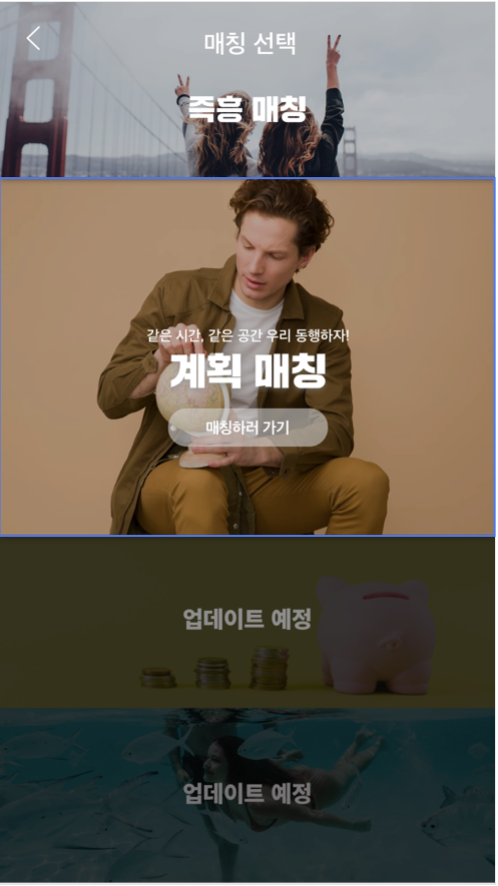 매칭 선택
즉흥 매칭
같은 시간, 같은 공간 우리 동행하자!
계획 매칭
매칭하러 가기
업데이트 예정
업데이트 예정